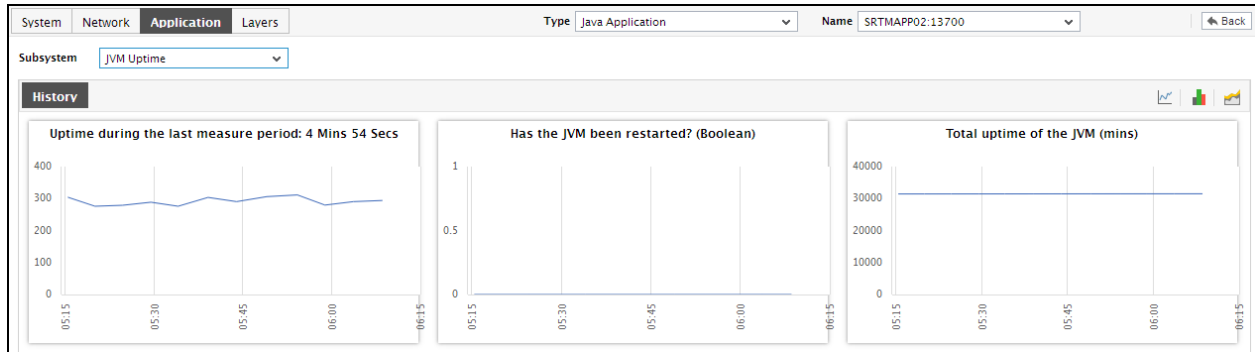 System Network Application Layers Type Java Application Name SRTMAPP02:13700 Back
Subsystem JVM Uptime
History
Uptime during the last measure period: 4 Mins 54 Secs
400
300
200
100
0
05:15 05:30 05:45 06:00 06:15
Has the JVM been restarted? (Boolean)
1
0.5
0
05:15 05:30 05:45 06:00 06:15
Total uptime of the JVM (mins)
40000
30000
20000
10000
0
05:15 05:30 05:45 06:00 06:15